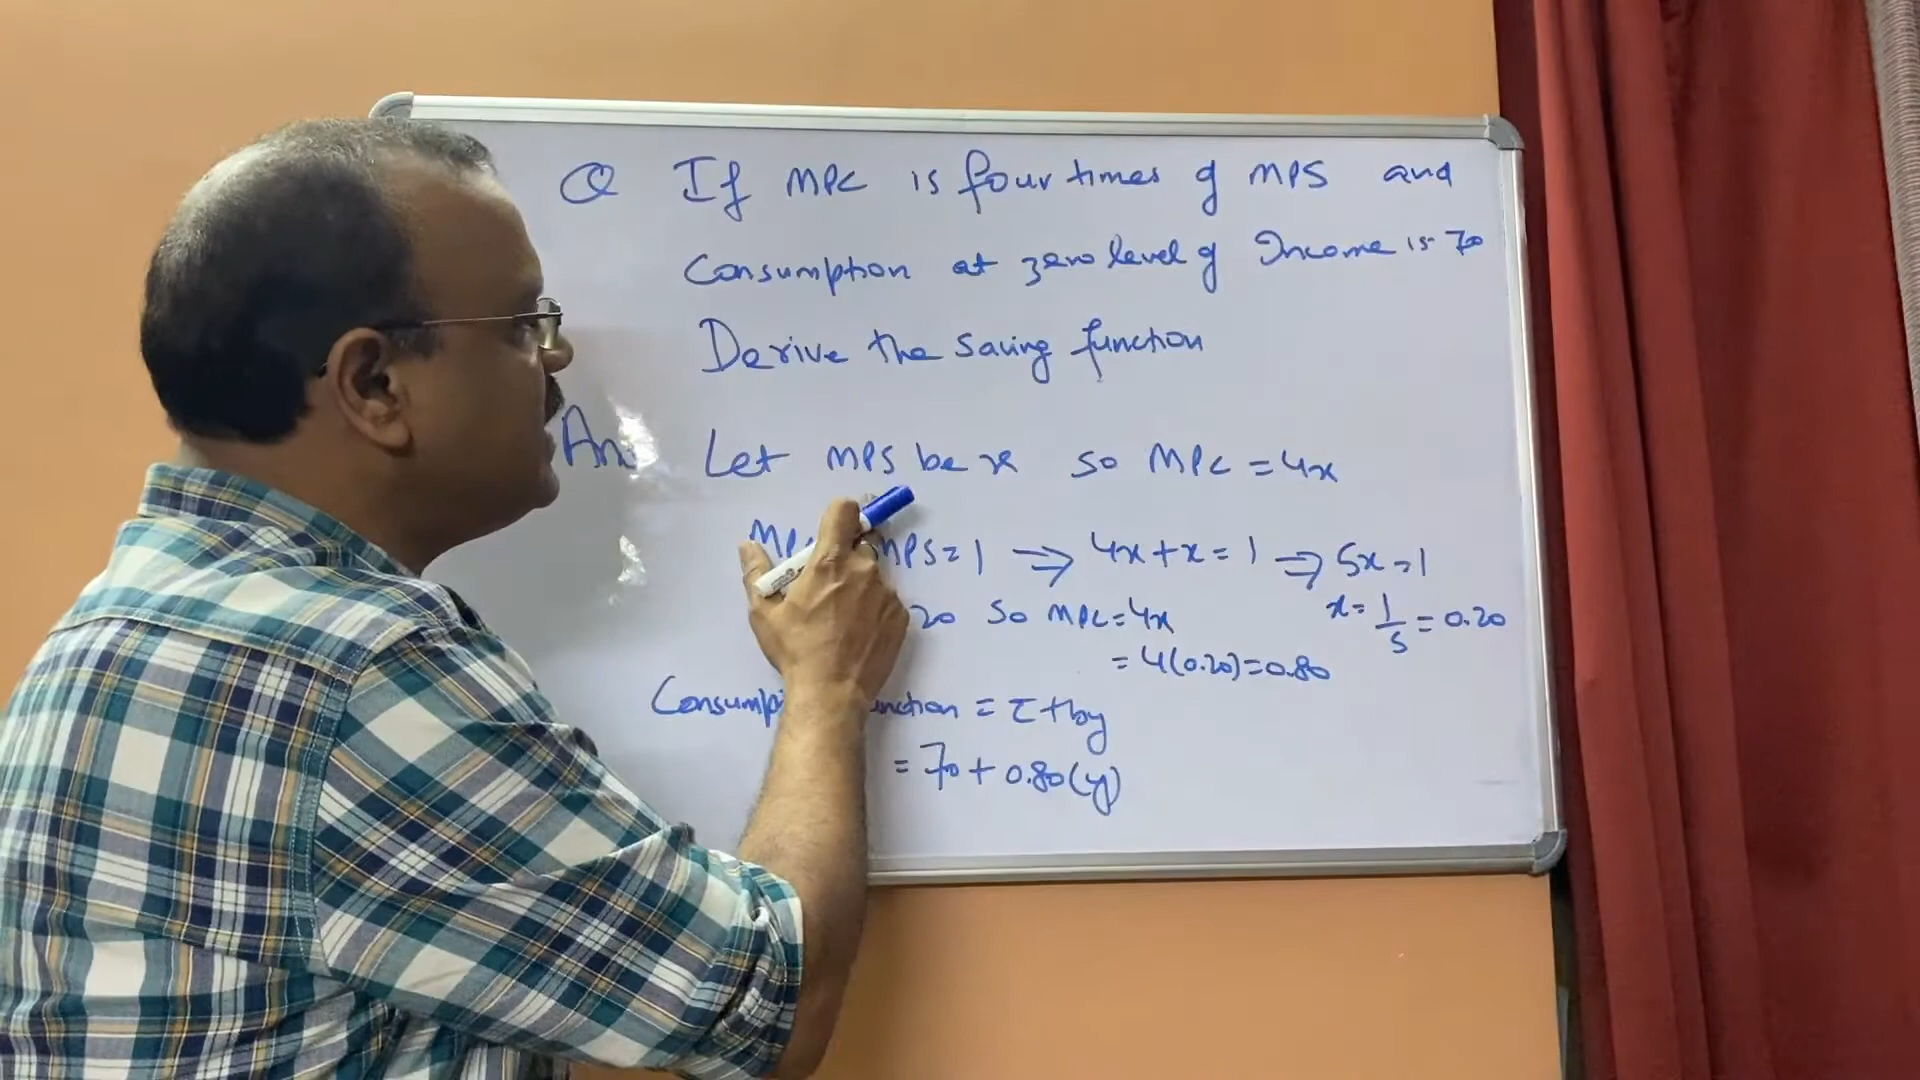 Q If MPC is four times of MPS and
Consumption at zero level of Income is 70
Derive the Saving function
Ans Let MPS be x so MPC = 4x
MPS = 1 ⇒ 4x + x = 1 ⇒ 5x = 1
20 So MPC = 4x x = 1/5 = 0.20
= 4(0.20) = 0.80
= c̄ + by
= 70 + 0.80(y)